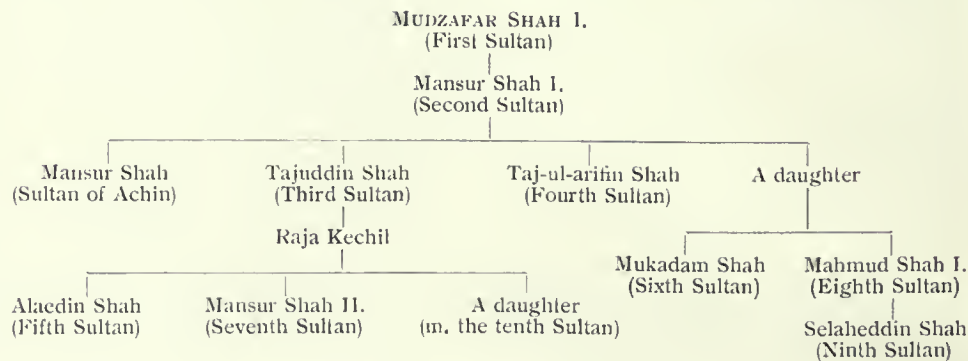 MUDZAFAR SHAH I.
(First Sultan)
Mansur Shah I.
(Second Sultan)
Mansur Shah
(Sultan of Achin)
Tajuddin Shah
(Third Sultan)
Taj-ul-arifin Shah
(Fourth Sultan)
A daughter
Raja Kechil
Mukadam Shah
(Sixth Sultan)
Mahmud Shah I.
(Eighth Sultan)
Alaedin Shah
(Fifth Sultan)
Mansur Shah II.
(Seventh Sultan)
A daughter
(m. the tenth Sultan)
Selaheddin Shah
(Ninth Sultan)